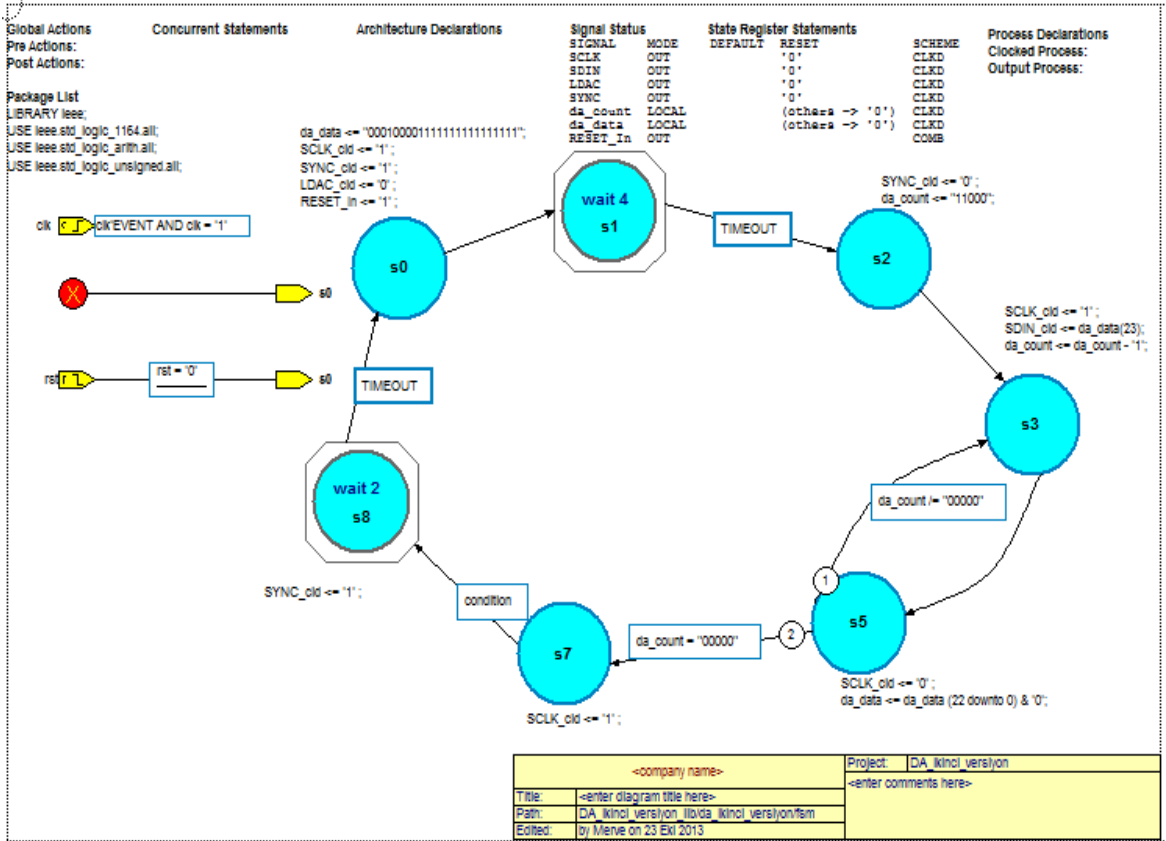 Global Actions
Pre Actions:
Post Actions:
Concurrent Statements
Architecture Declarations
Signal Status
SIGNAL MODE DEFAULT RESET SCHEME
SCLK OUT '0' CLKD
SDIN OUT '0' CLKD
LDAC OUT '0' CLKD
SYNC OUT '0' CLKD
da_count LOCAL (others -> '0') CLKD
da_data LOCAL (others -> '0') CLKD
RESET_In OUT COMB
State Register Statements
Process Declarations
Clocked Process:
Output Process:
Package List
LIBRARY ieee;
USE ieee.std_logic_1164.all;
USE ieee.std_logic_arith.all;
USE ieee.std_logic_unsigned.all;
da_data <= "000100001111111111111111";
SCLK_cld <= '1' ;
SYNC_cld <= '1' ;
LDAC_cld <= '0' ;
RESET_in <= '1' ;
clk
clk'EVENT AND clk = '1'
s0
rst
rst = '0'
s0
s0
wait 4
s1
TIMEOUT
SYNC_cld <= '0' ;
da_count <= "11000";
s2
SCLK_cld <= '1' ;
SDIN_cld <= da_data(23);
da_count <= da_count - '1';
s3
da_count /= "00000"
1
s5
SCLK_cld <= '0' ;
da_data <= da_data (22 downto 0) & '0';
2
da_count = "00000"
s7
SCLK_cld <= '1' ;
condition
wait 2
s8
SYNC_cld <= '1' ;
TIMEOUT
<company name>
Title: <enter diagram title here>
Path: DA_ikinci_versiyon_lib/da_ikinci_versiyon/fsm
Edited: by Merve on 23 Eki 2013
Project: DA_ikinci_versiyon
<enter comments here>